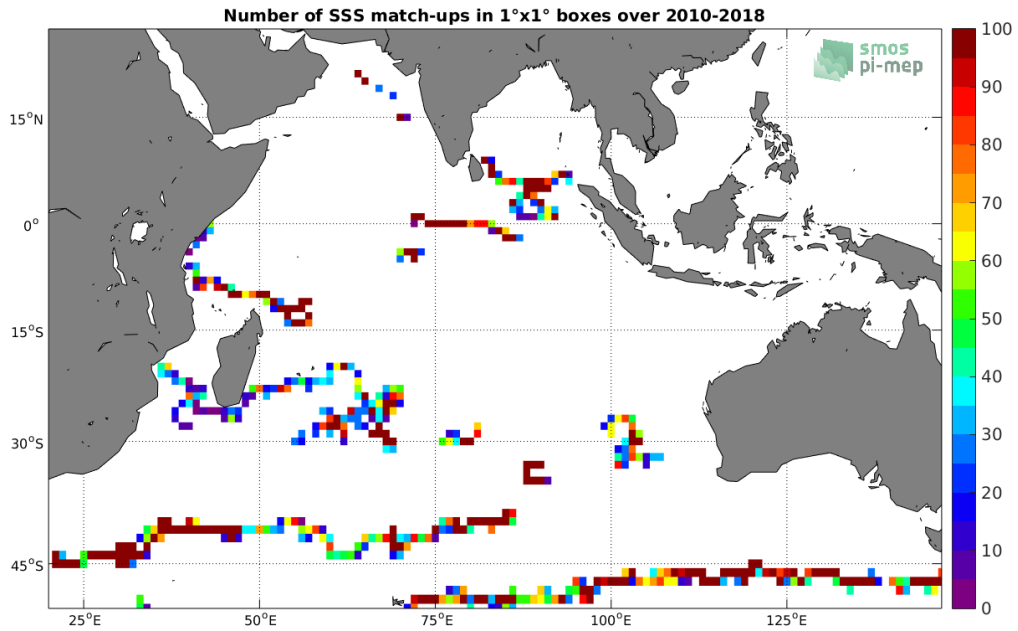 Number of SSS match-ups in 1°x1° boxes over 2010-2018
smos
pi-mep
100
90
80
70
60
50
40
30
20
10
0
15°N
0°
15°S
30°S
45°S
25°E
50°E
75°E
100°E
125°E